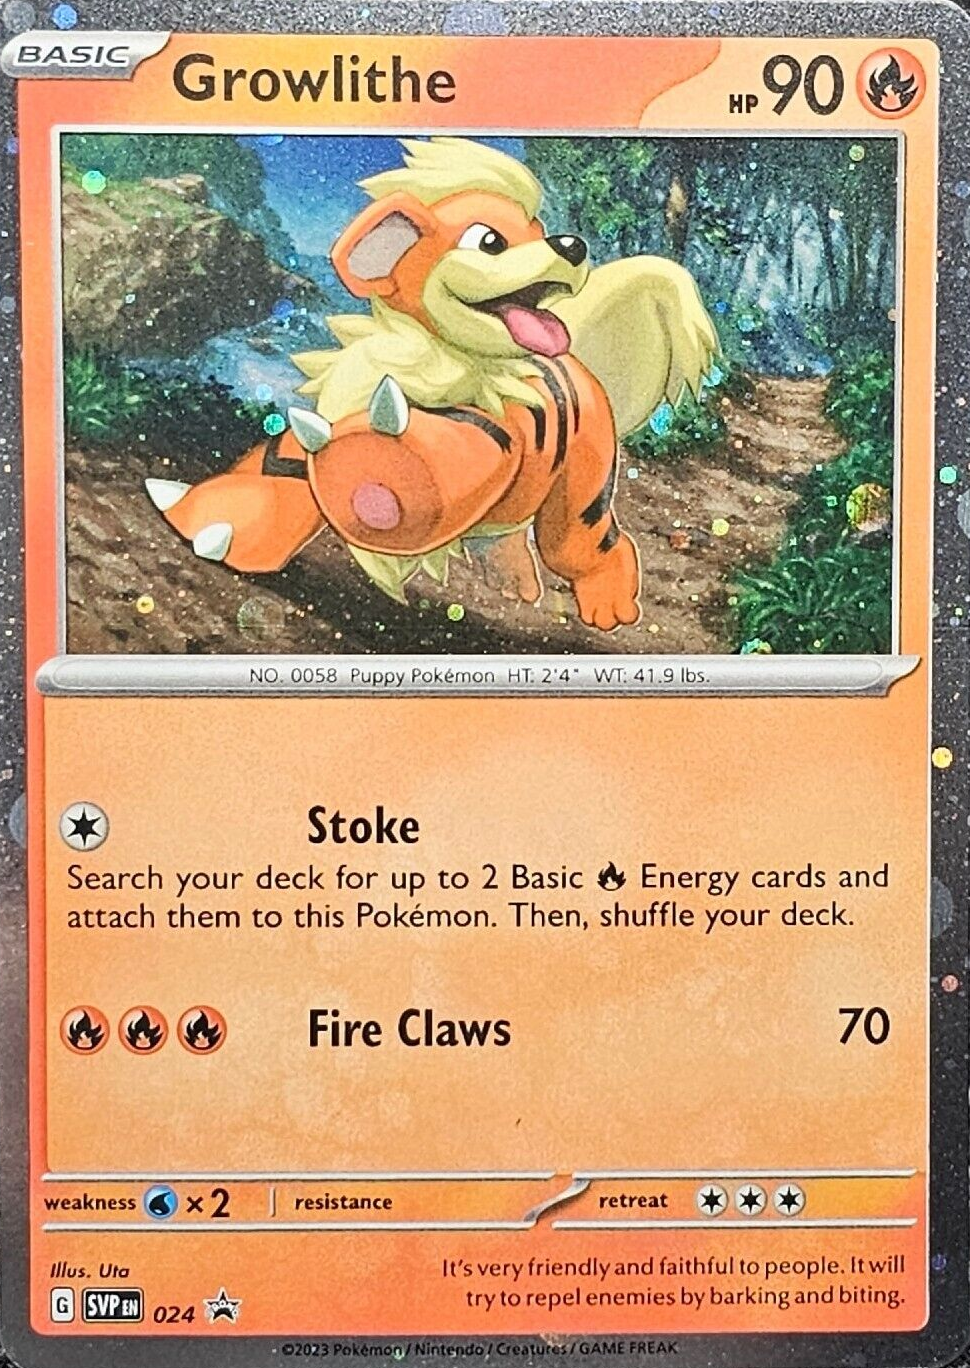 BASIC
Growlithe
HP 90
NO. 0058 Puppy Pokémon HT: 2'4" WT: 41.9 lbs.
Stoke
Search your deck for up to 2 Basic Energy cards and
attach them to this Pokémon. Then, shuffle your deck.
Fire Claws 70
weakness ×2 resistance retreat
Illus. Uta
It's very friendly and faithful to people. It will
try to repel enemies by barking and biting.
G SVP EN 024 PROMO
©2023 Pokémon / Nintendo / Creatures / GAME FREAK